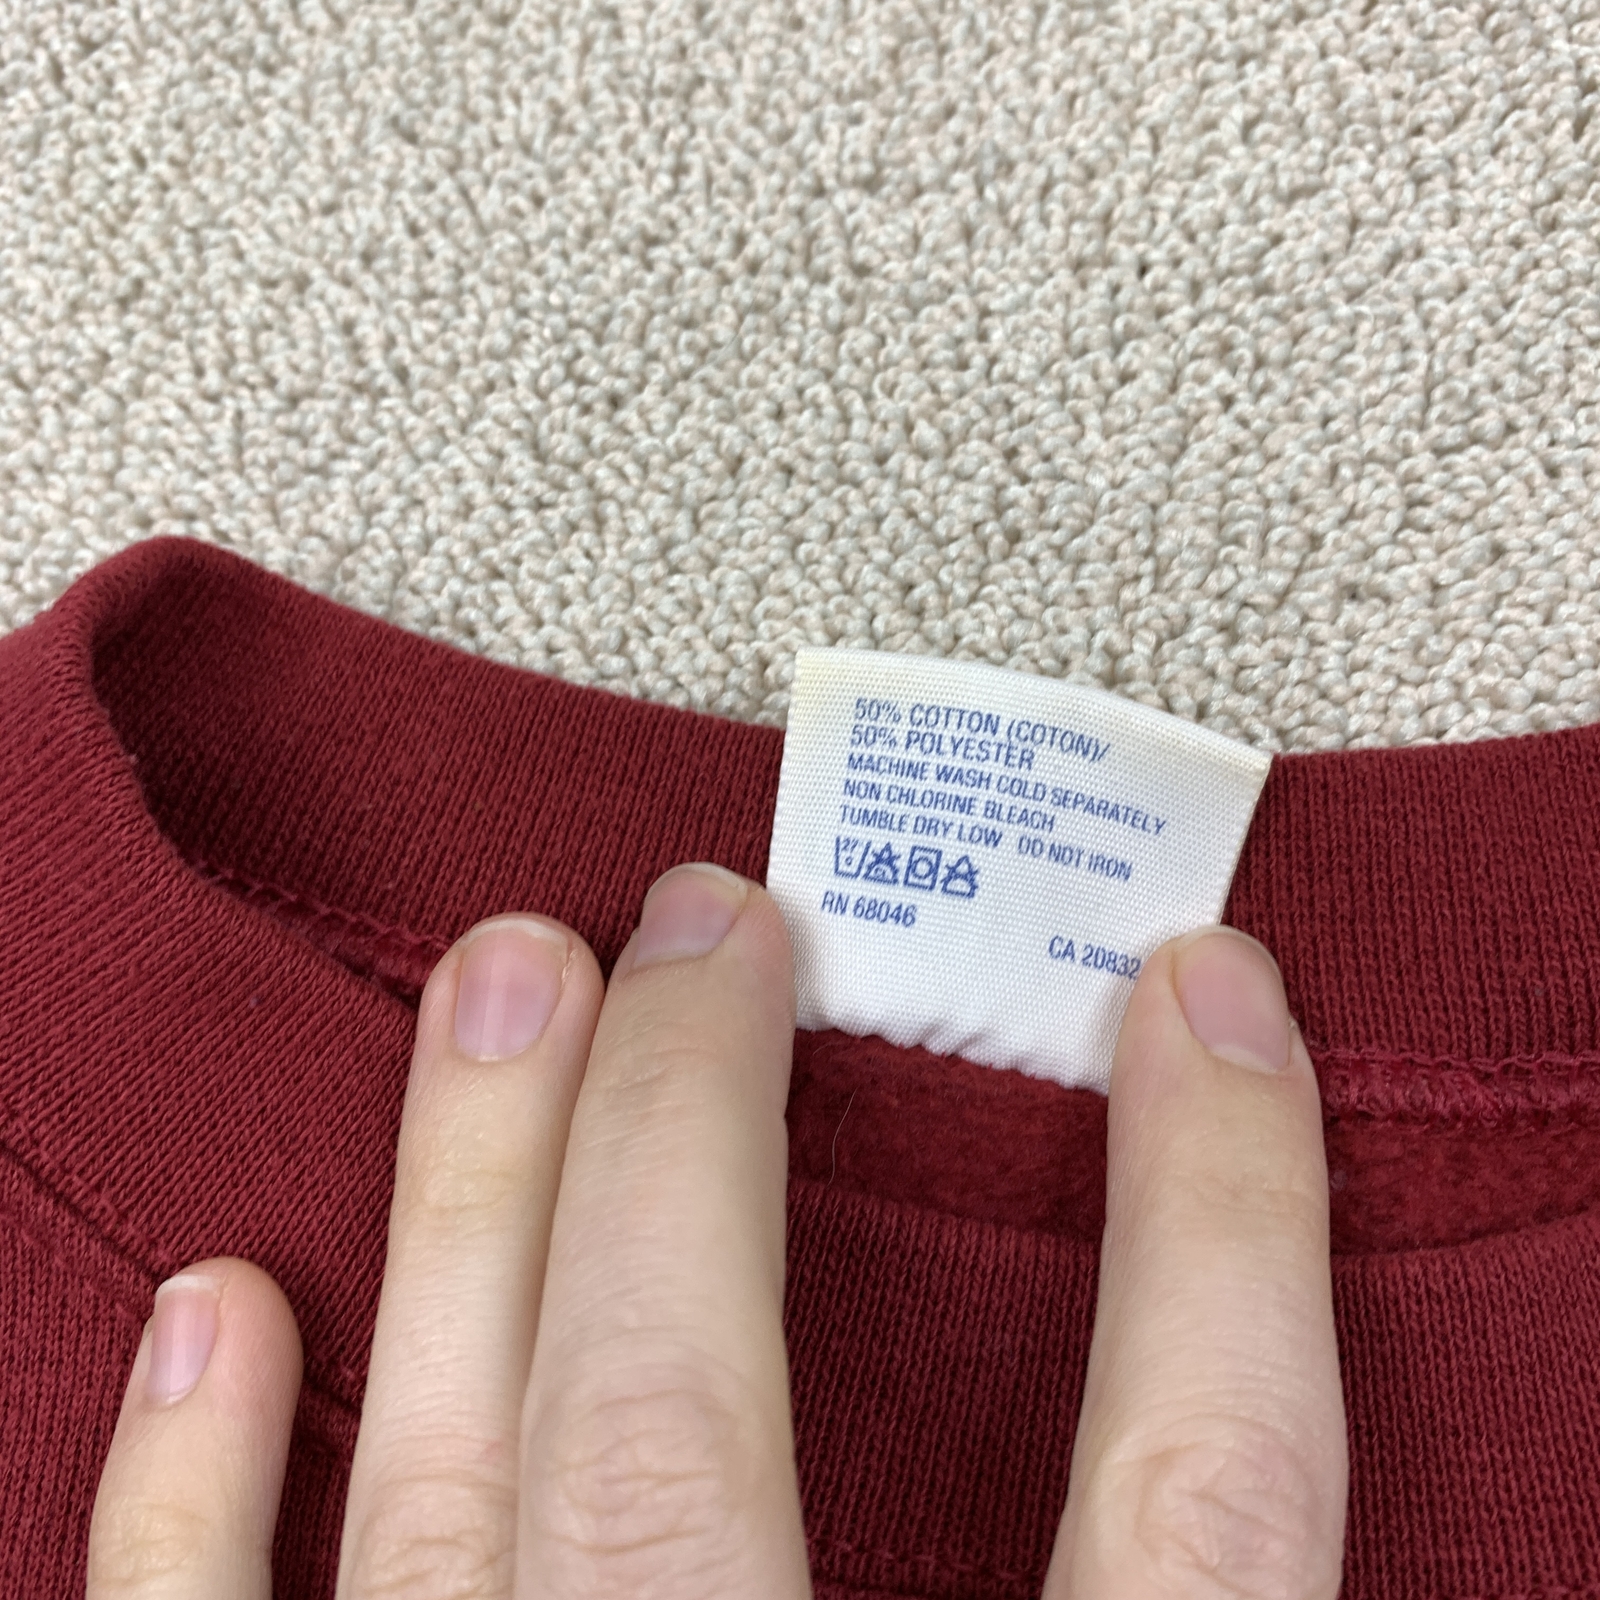 50% COTTON (COTON)/
50% POLYESTER
MACHINE WASH COLD SEPARATELY
NON CHLORINE BLEACH
TUMBLE DRY LOW DO NOT IRON
27
RN 68046
CA 20832